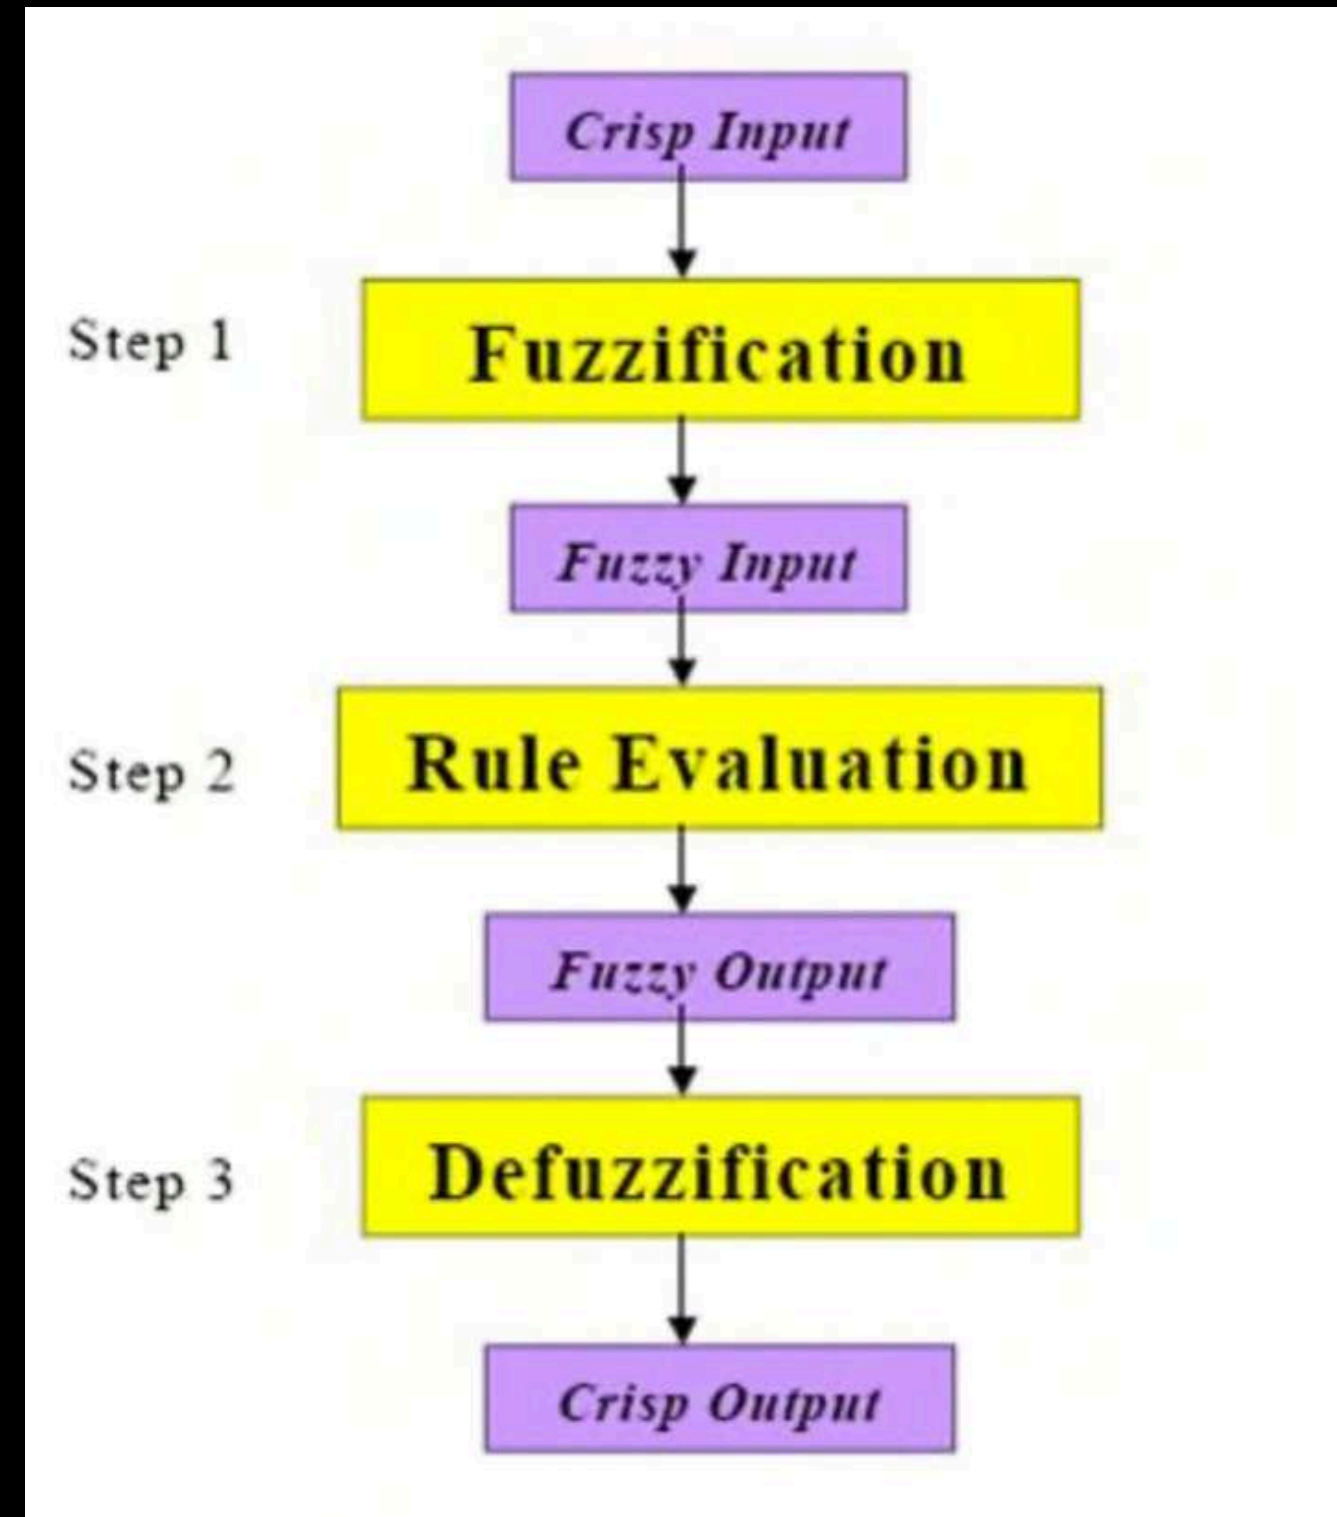 Crisp Input
Step 1
Fuzzification
Fuzzy Input
Step 2
Rule Evaluation
Fuzzy Output
Step 3
Defuzzification
Crisp Output